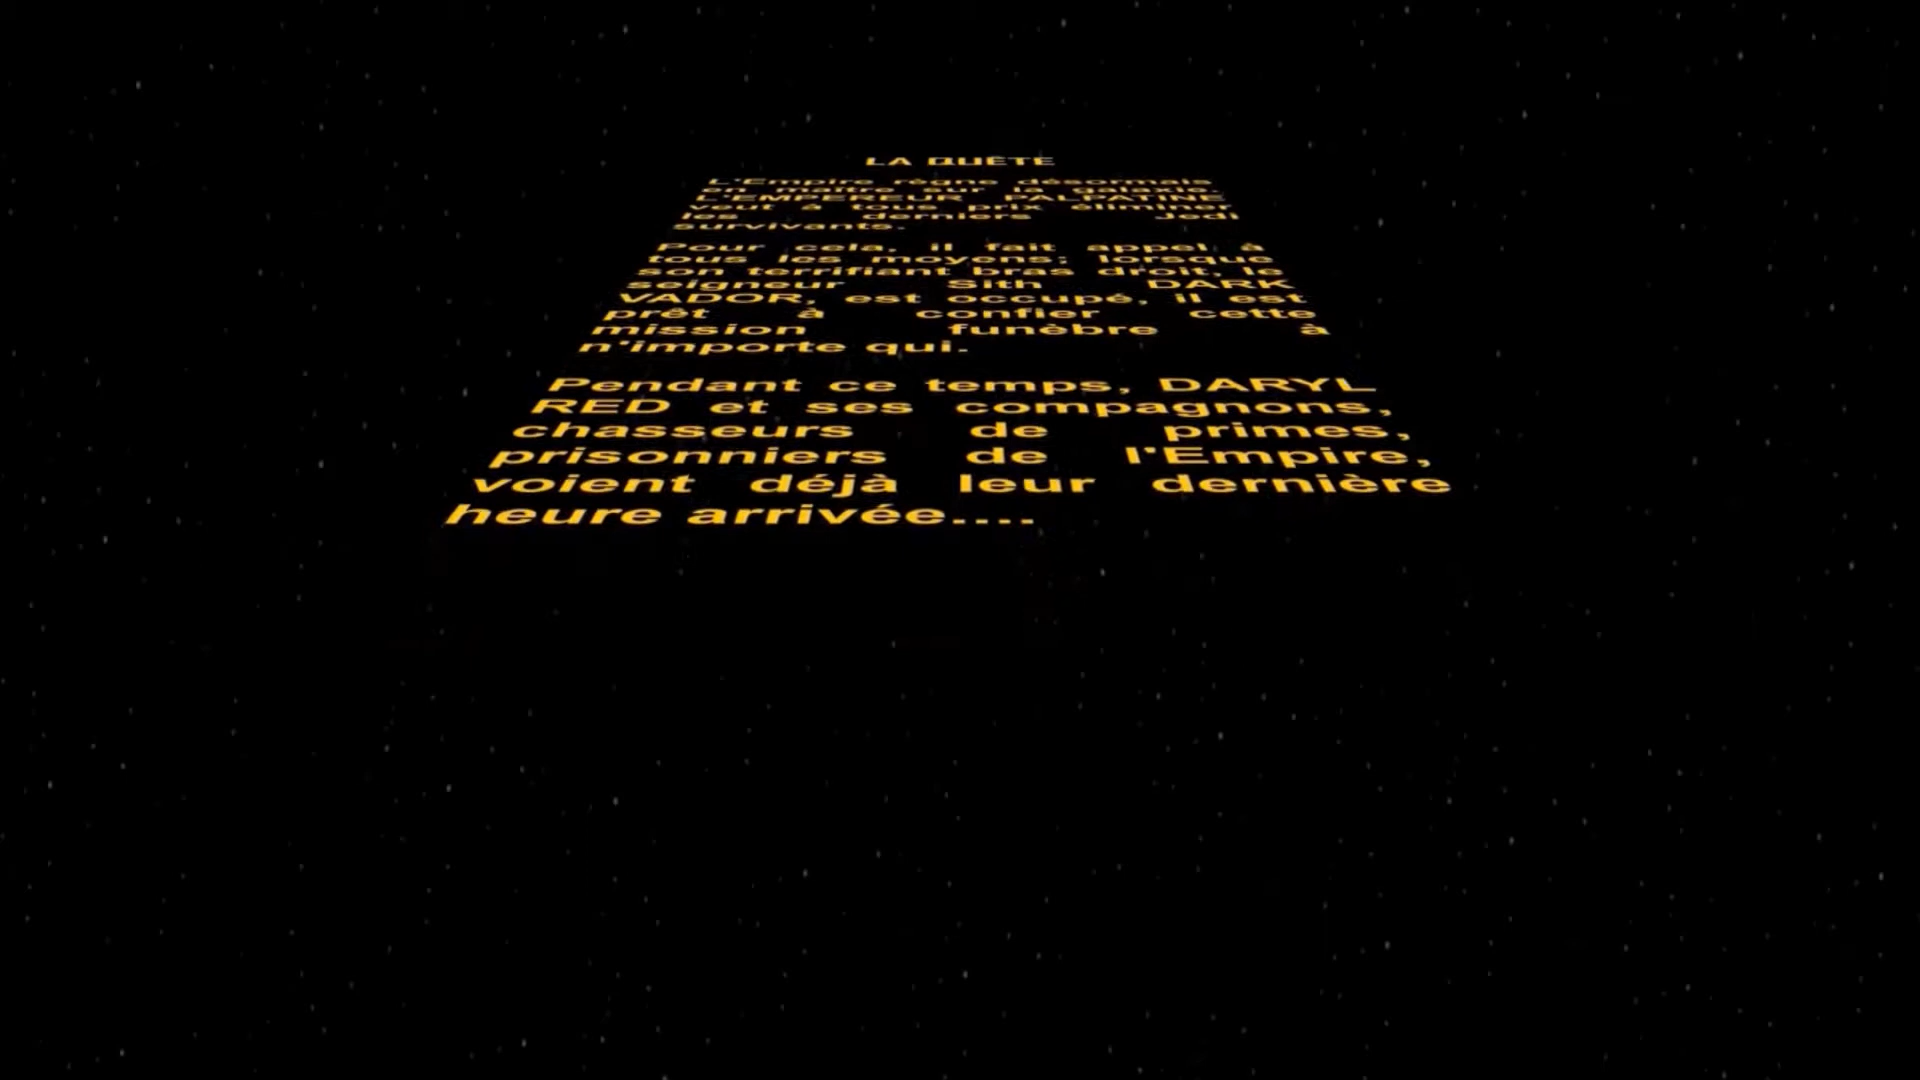 LA QUÊTE
L'Empire règne désormais
en maître sur la galaxie.
L'EMPEREUR PALPATINE
veut à tous prix éliminer
les derniers Jedi
survivants.
Pour cela, il fait appel à
tous les moyens; lorsque
son terrifiant bras droit, le
seigneur Sith DARK
VADOR, est occupé, il est
prêt à confier cette
mission funèbre à
n'importe qui.
Pendant ce temps, DARYL
RED et ses compagnons,
chasseurs de primes,
prisonniers de l'Empire,
voient déjà leur dernière
heure arrivée....